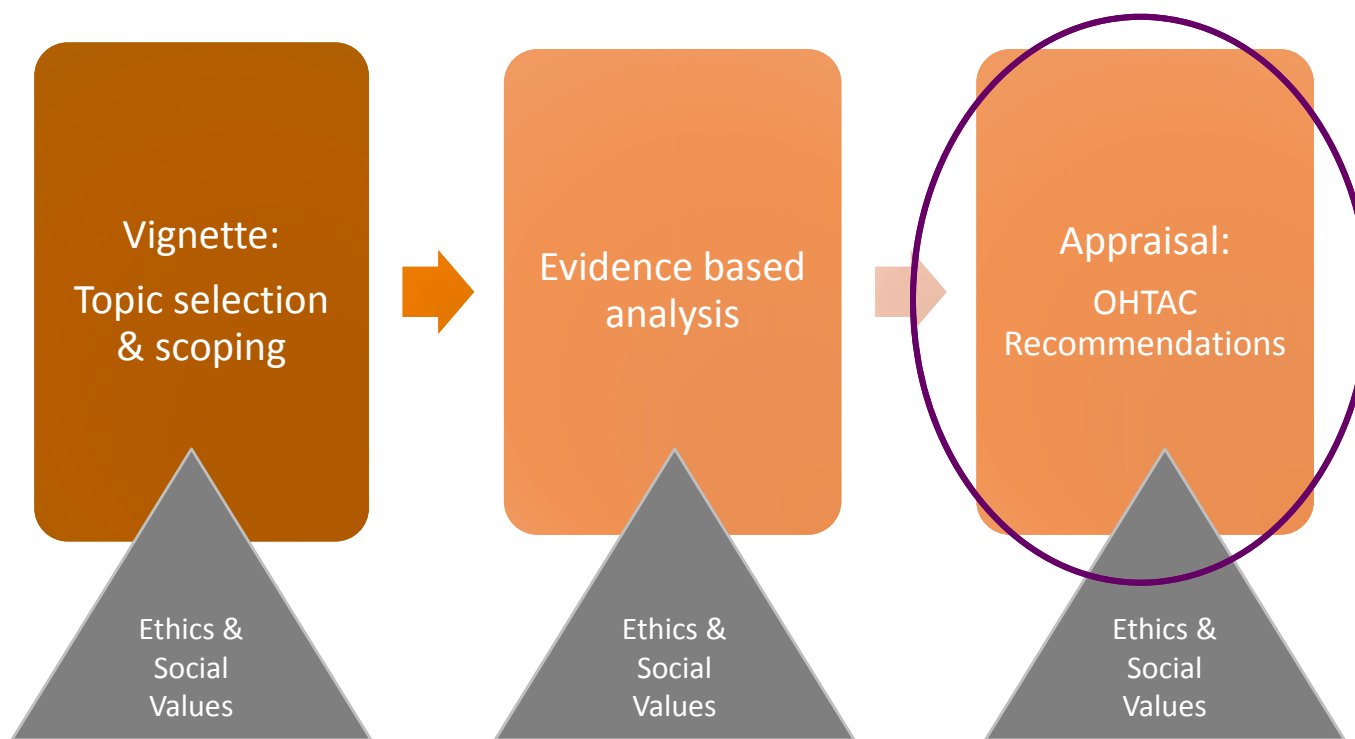 Vignette:
Topic selection
& scoping
Evidence based
analysis
Appraisal:
OHTAC
Recommendations
Ethics &
Social
Values
Ethics &
Social
Values
Ethics &
Social
Values